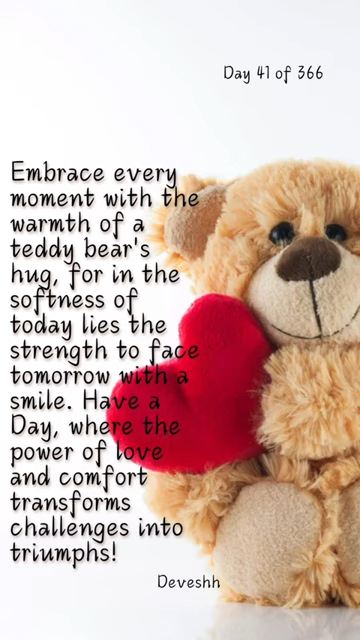 Day 41 of 366
Embrace every
moment with the
warmth of a
teddy bear's
hug, for in the
softness of
today lies the
strength to face
tomorrow with a
smile. Have a
Day, where the
power of love
and comfort
transforms
challenges into
triumphs!
Deveshh